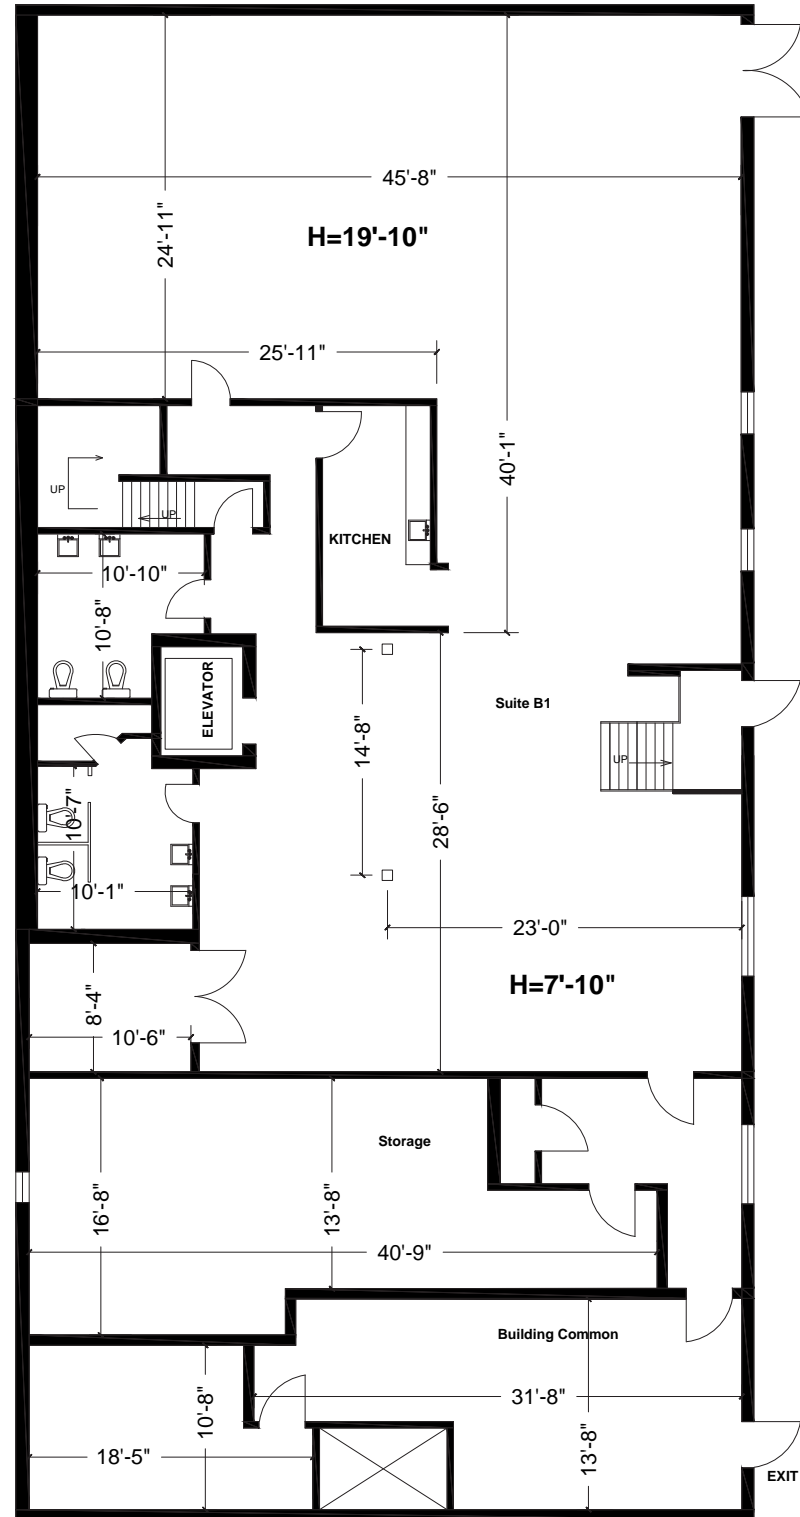 45'-8"
24'-11"
H=19'-10"
25'-11"
40'-1"
UP
UP
KITCHEN
10'-10"
10'-8"
ELEVATOR
Suite B1
14'-8"
28'-6"
UP
10'-7"
10'-1"
23'-0"
H=7'-10"
8'-4"
10'-6"
Storage
16'-8"
13'-8"
40'-9"
Building Common
31'-8"
10'-8"
18'-5"
13'-8"
EXIT